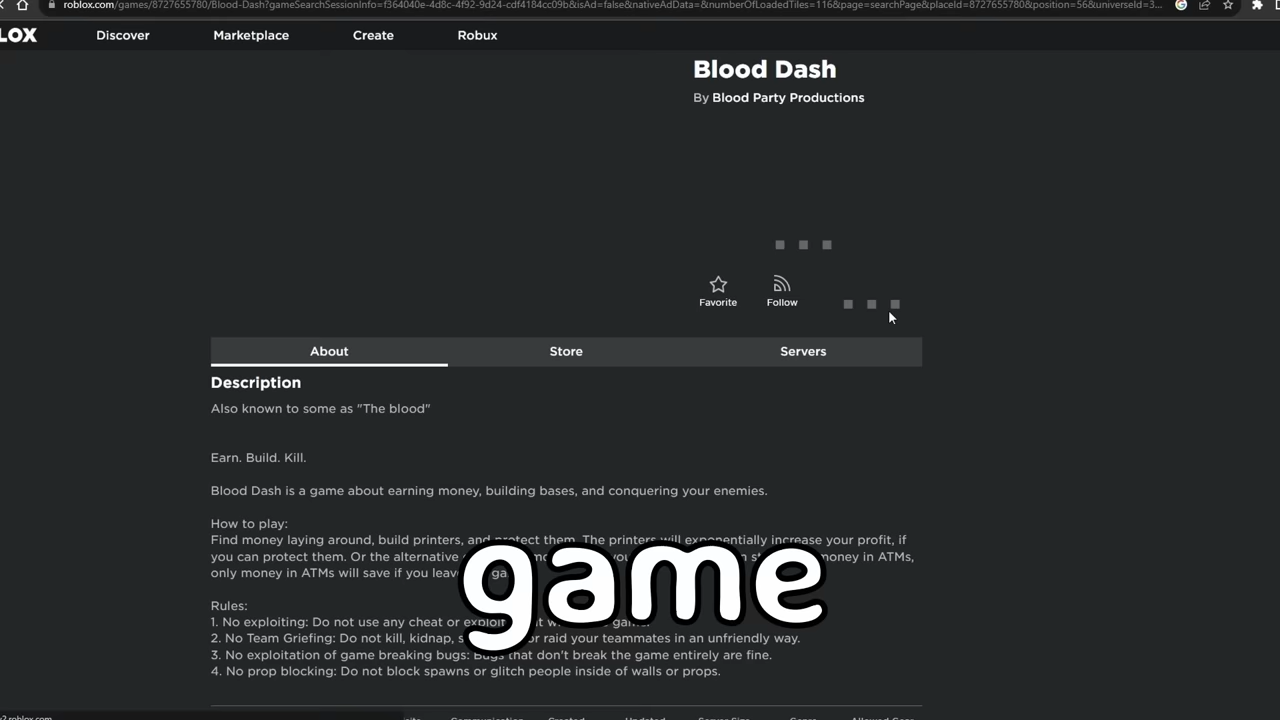 roblox.com/games/8727655780/Blood-Dash?gameSearchSessionInfo=f364040e-4d8c-4f92-9d24-cdf4184cc09b&isAd=false&nativeAdData=&numberOfLoadedTiles=116&page=searchPage&placeId=8727655780&position=56&universeId=3...
LOX
Discover
Marketplace
Create
Robux
Blood Dash
By Blood Party Productions
Favorite
Follow
About
Store
Servers
Description
Also known to some as "The blood"
Earn. Build. Kill.
Blood Dash is a game about earning money, building bases, and conquering your enemies.
How to play:
Find money laying around, build printers, and protect them. The printers will exponentially increase your profit, if
you can protect them. Or the alternative money in ATMs,
only money in ATMs will save if you leave
game
Rules:
1. No exploiting: Do not use any cheat or exploit game.
2. No Team Griefing: Do not kill, kidnap, or raid your teammates in an unfriendly way.
3. No exploitation of game breaking bugs: Bugs that don't break the game entirely are fine.
4. No prop blocking: Do not block spawns or glitch people inside of walls or props.